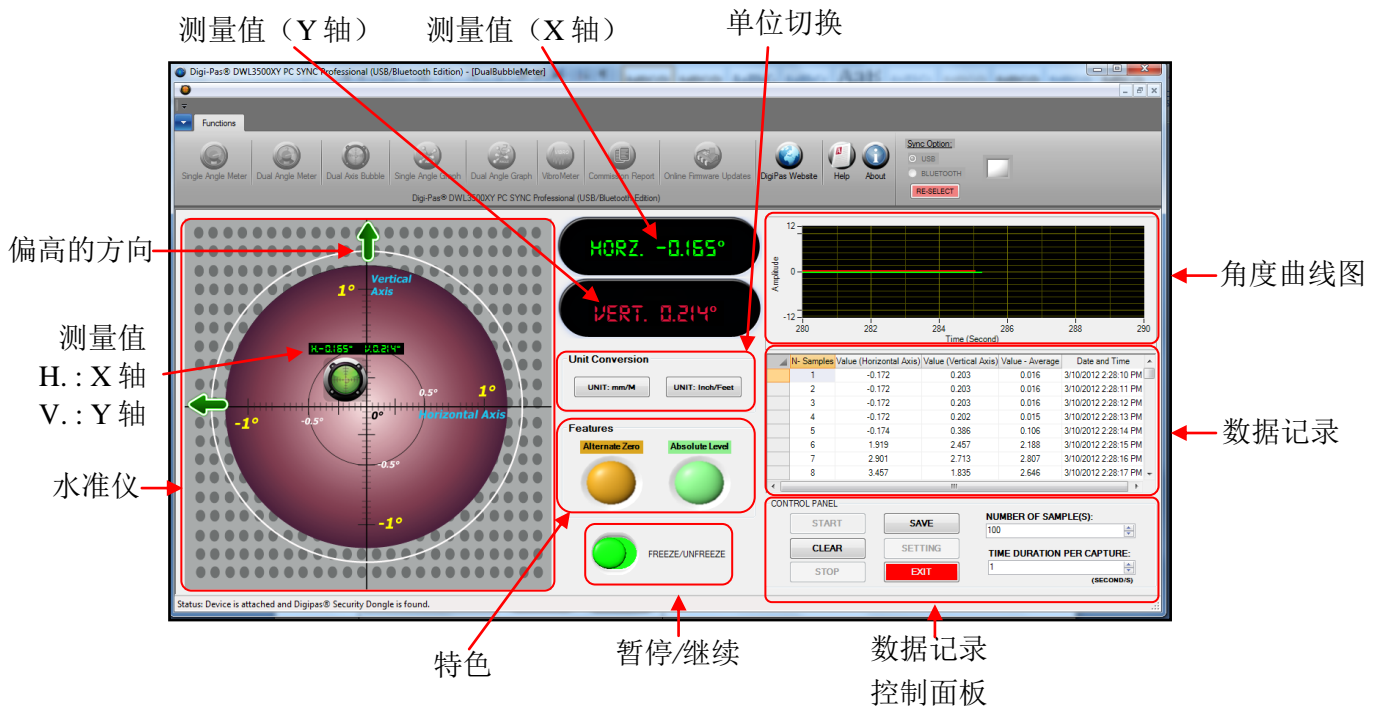 测量值（Y 轴）
测量值（X 轴）
单位切换
Digi-Pas® DWL3500XY PC SYNC Professional (USB/Bluetooth Edition) - [DualBubbleMeter]
Functions
Single Angle Meter
Dual Angle Meter
Dual Axis Bubble
Single Angle Graph
Dual Angle Graph
VibroMeter
Commission Report
Online Firmware Updates
DigiPas Website
Help
About
Sync Option:
USB
BLUETOOTH
RE-SELECT
Digi-Pas® DWL3500XY PC SYNC Professional (USB/Bluetooth Edition)
偏高的方向
测量值
H. : X 轴
V. : Y 轴
水准仪
Vertical
Axis
1°
H.-0.165° V.0.214°
0.5°
1°
Horizontal Axis
-1°
-0.5°
0°
-0.5°
-1°
HORZ. -0.165°
VERT. 0.214°
Unit Conversion
UNIT: mm/M
UNIT: Inch/Feet
Features
Alternate Zero
Absolute Level
FREEZE/UNFREEZE
Amplitude
12
0
-12
280 282 284 286 288 290
Time (Second)
角度曲线图
N- Samples Value (Horizontal Axis) Value (Vertical Axis) Value - Average Date and Time
1 -0.172 0.203 0.016 3/10/2012 2:28:10 PM
2 -0.172 0.203 0.016 3/10/2012 2:28:11 PM
3 -0.172 0.203 0.016 3/10/2012 2:28:12 PM
4 -0.172 0.202 0.015 3/10/2012 2:28:13 PM
5 -0.174 0.386 0.106 3/10/2012 2:28:14 PM
6 1.919 2.457 2.188 3/10/2012 2:28:15 PM
7 2.901 2.713 2.807 3/10/2012 2:28:16 PM
8 3.457 1.835 2.646 3/10/2012 2:28:17 PM
数据记录
CONTROL PANEL
START
SAVE
CLEAR
SETTING
STOP
EXIT
NUMBER OF SAMPLE(S):
100
TIME DURATION PER CAPTURE:
1
(SECOND/S)
Status: Device is attached and Digipas® Security Dongle is found.
特色
暂停/继续
数据记录
控制面板